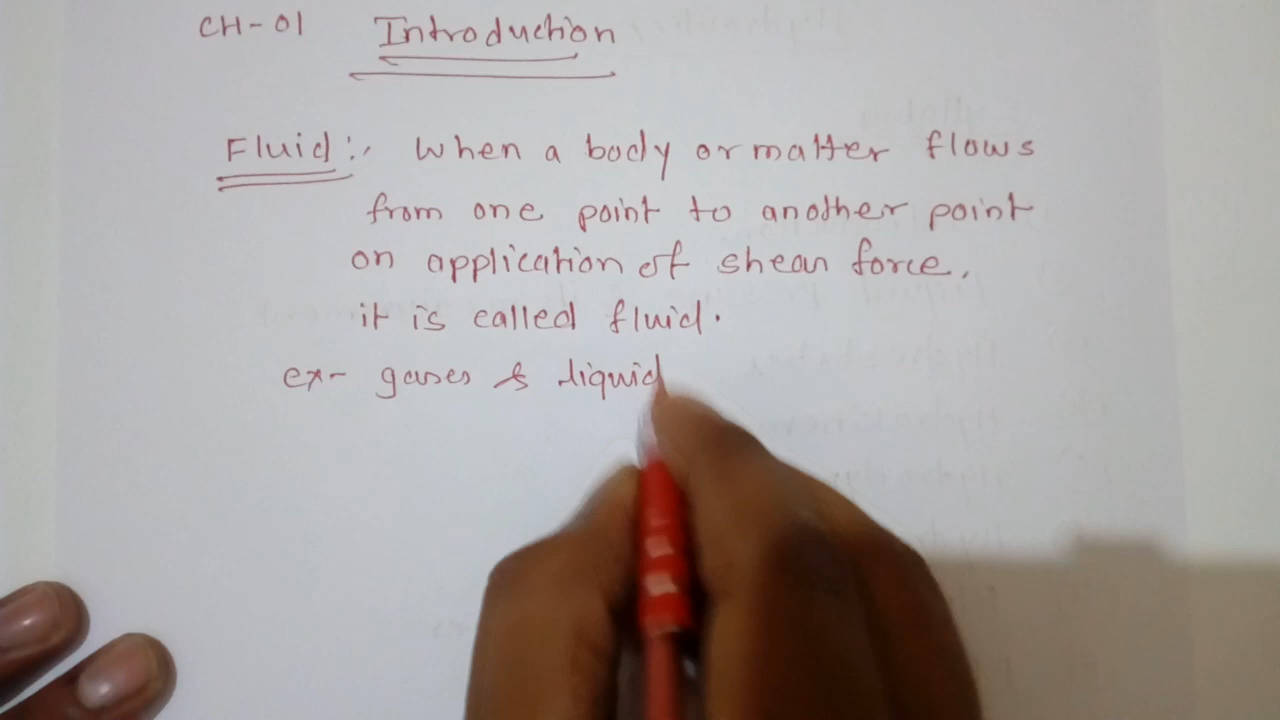 CH-01 Introduction
Fluid:- When a body or matter flows
from one point to another point
on application of shear force,
it is called fluid.
ex- gases & liquid